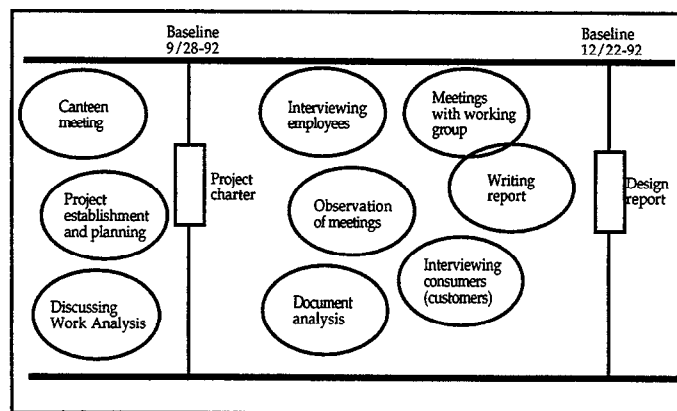 Baseline
9/28-92
Baseline
12/22-92
Canteen
meeting
Interviewing
employees
Meetings
with working
group
Project
charter
Writing
report
Design
report
Project
establishment
and planning
Observation
of meetings
Interviewing
consumers
(customers)
Discussing
Work Analysis
Document
analysis